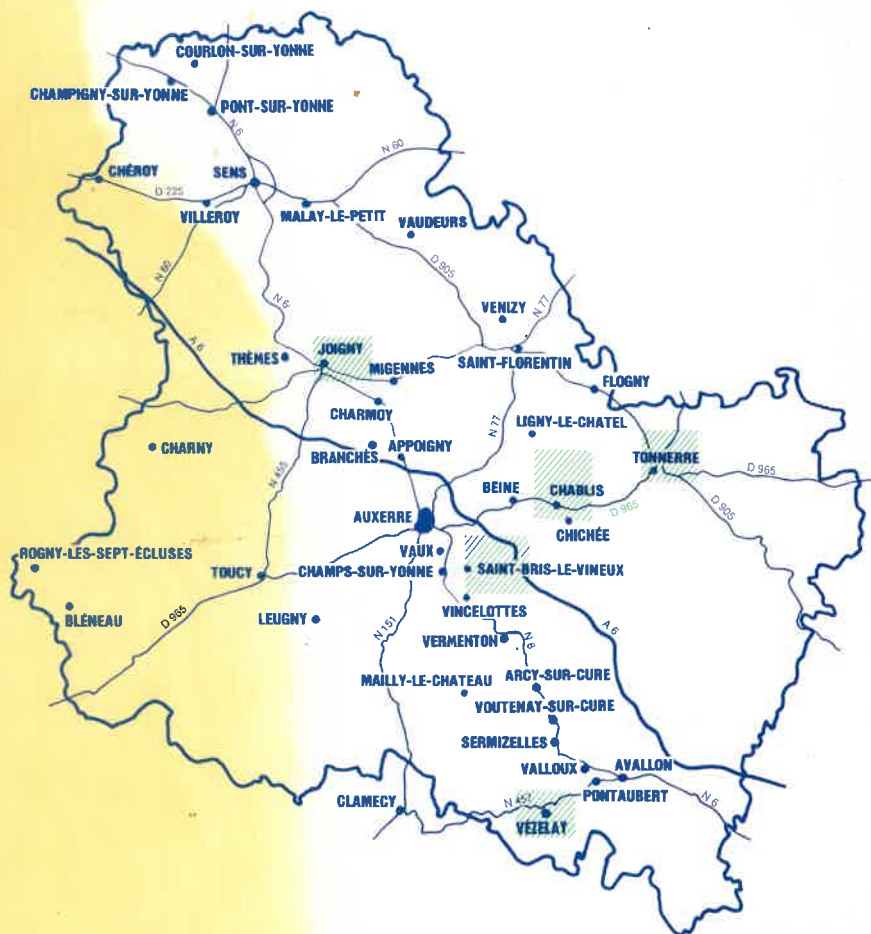 COURLON-SUR-YONNE
CHAMPIGNY-SUR-YONNE
PONT-SUR-YONNE
N 6
N 60
CHÉROY
SENS
D 225
VILLEROY
MALAY-LE-PETIT
VAUDEURS
N 60
D 905
N 6
VENIZY
N 77
A 6
THÈMES
JOIGNY
MIGENNES
SAINT-FLORENTIN
FLOGNY
CHARMOY
N 77
LIGNY-LE-CHATEL
CHARNY
BRANCHES
APPOIGNY
TONNERRE
D 965
N 455
BEINE
CHABLIS
D 965
D 905
AUXERRE
CHICHÉE
VAUX
ROGNY-LES-SEPT-ÉCLUSES
TOUCY
CHAMPS-SUR-YONNE
SAINT-BRIS-LE-VINEUX
BLÉNEAU
D 965
LEUGNY
VINCELOTTES
N 151
VERMENTON
N 6
A 6
MAILLY-LE-CHATEAU
ARCY-SUR-CURE
VOUTENAY-SUR-CURE
SERMIZELLES
VALLOUX
AVALLON
CLAMECY
PONTAUBERT
N 6
VÉZELAY